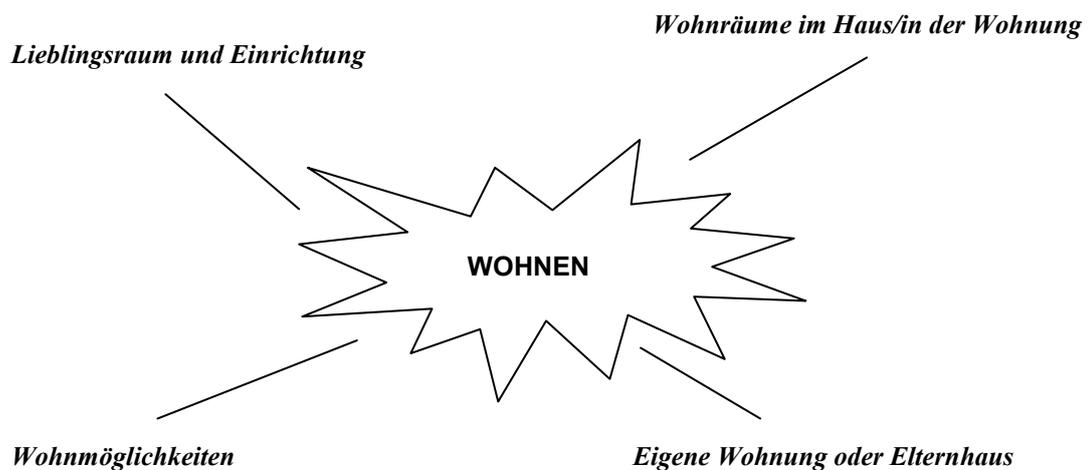 Wohnräume im Haus/in der Wohnung
Lieblingsraum und Einrichtung
WOHNEN
Wohnmöglichkeiten
Eigene Wohnung oder Elternhaus